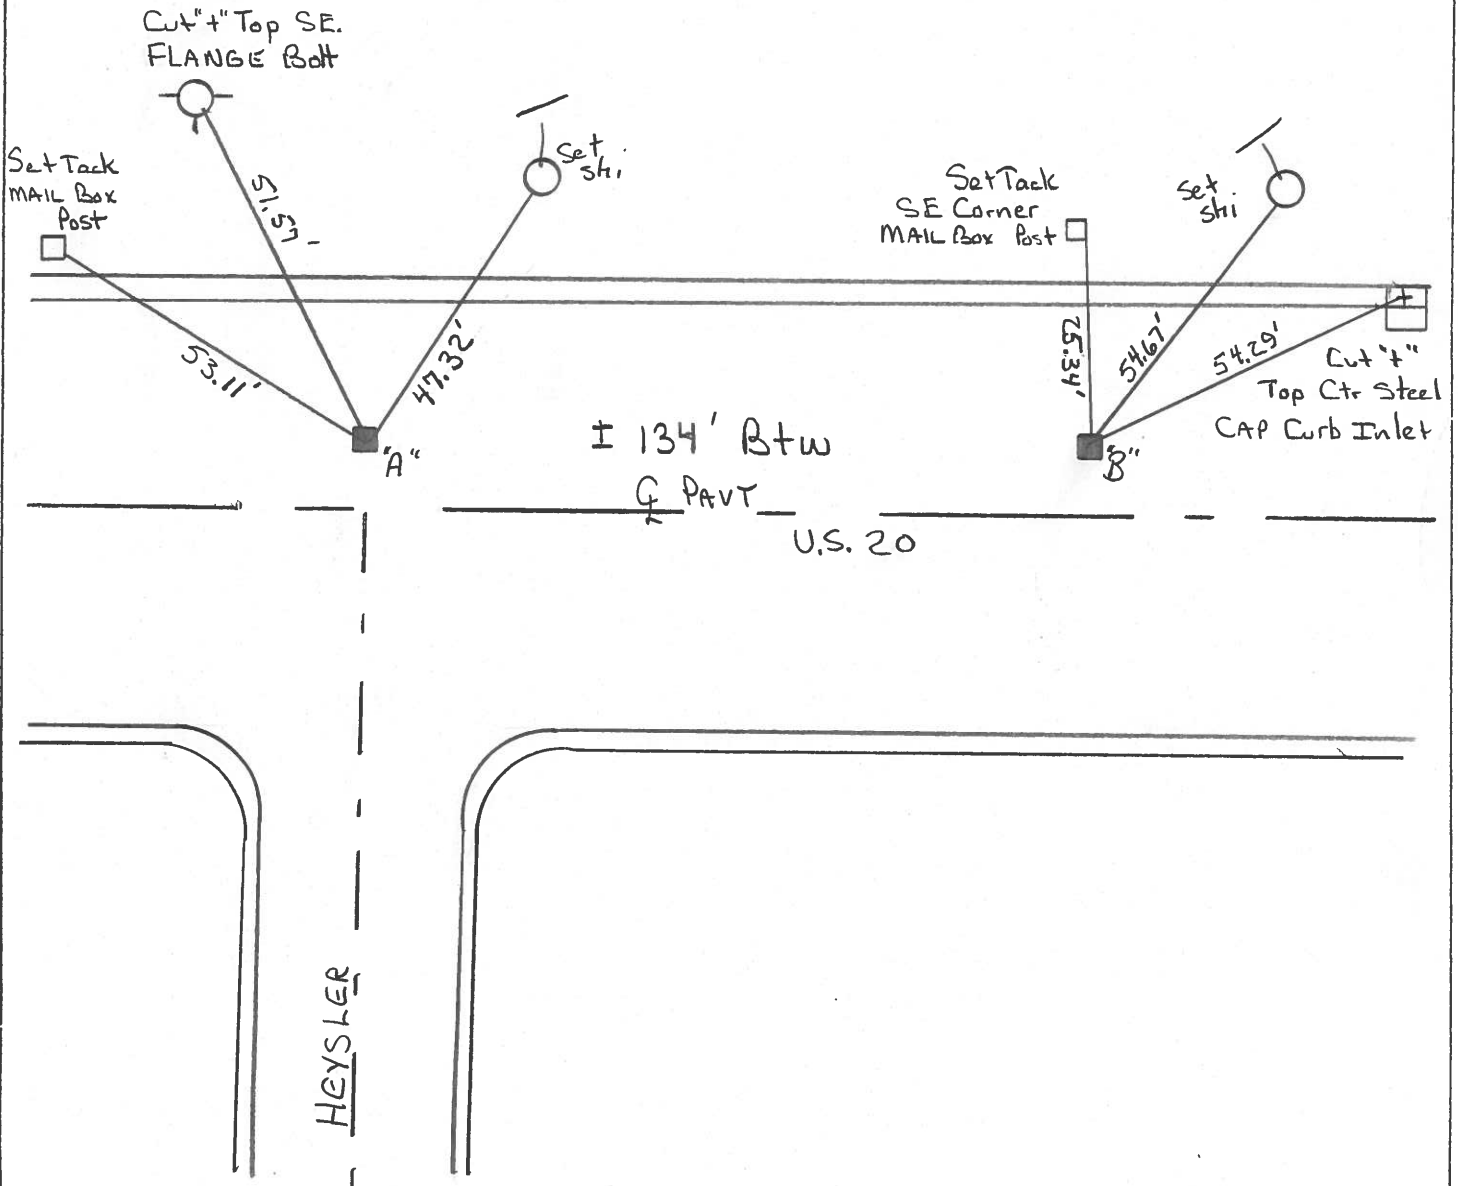 Cut "+" Top SE.
FLANGE Bolt
Set Tack
MAIL Box
Post
Set
shi
Set Tack
SE Corner
MAIL Box Post
Set
shi
51.57'
53.11'
47.32'
25.34'
54.67'
54.29'
Cut "+"
Top Ctr Steel
CAP Curb Inlet
"A"
± 134' Btw
"B"
℄ PAVT
U.S. 20
HEYSLER